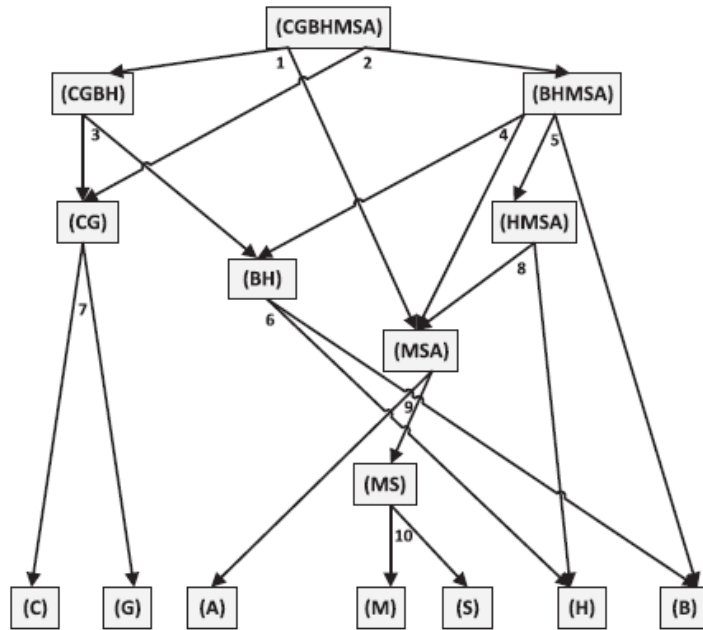 (CGBHMSA)
1
2
(CGBH)
(BHMSA)
3
4
5
(CG)
(HMSA)
(BH)
8
7
6
(MSA)
9
(MS)
10
(C)
(G)
(A)
(M)
(S)
(H)
(B)